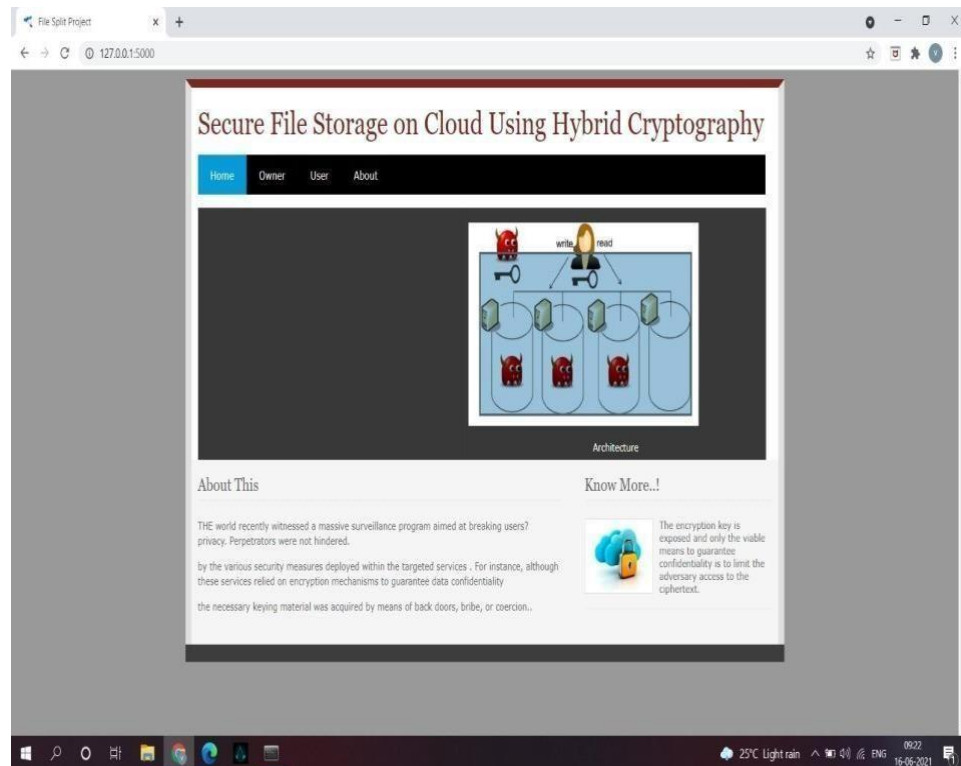 File Split Project
127.0.0.1:5000
Secure File Storage on Cloud Using Hybrid Cryptography
Home Owner User About
write read
Architecture
About This
THE world recently witnessed a massive surveillance program aimed at breaking users?
privacy. Perpetrators were not hindered.
by the various security measures deployed within the targeted services . For instance, although
these services relied on encryption mechanisms to guarantee data confidentiality
the necessary keying material was acquired by means of back doors, bribe, or coercion..
Know More..!
The encryption key is
exposed and only the viable
means to guarantee
confidentiality is to limit the
adversary access to the
ciphertext.
25°C Light rain ENG
09:22
16-06-2021